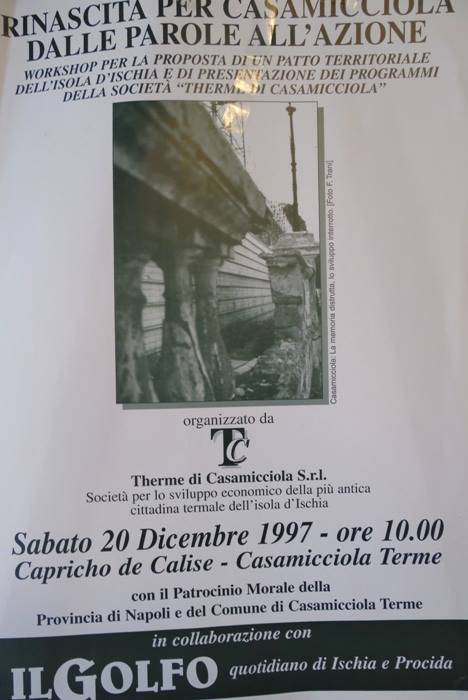 RINASCITA PER CASAMICCIOLA
DALLE PAROLE ALL'AZIONE
WORKSHOP PER LA PROPOSTA DI UN PATTO TERRITORIALE
DELL'ISOLA D'ISCHIA E DI PRESENTAZIONE DEI PROGRAMMI
DELLA SOCIETÀ "THERME DI CASAMICCIOLA"
Casamicciola: La memoria distrutta, lo sviluppo interrotto. [Foto F. Trani]
organizzato da
TC
Therme di Casamicciola S.r.l.
Società per lo sviluppo economico della più antica
cittadina termale dell'isola d'Ischia
Sabato 20 Dicembre 1997 - ore 10.00
Capricho de Calise - Casamicciola Terme
con il Patrocinio Morale della
Provincia di Napoli e del Comune di Casamicciola Terme
in collaborazione con
IL GOLFO quotidiano di Ischia e Procida